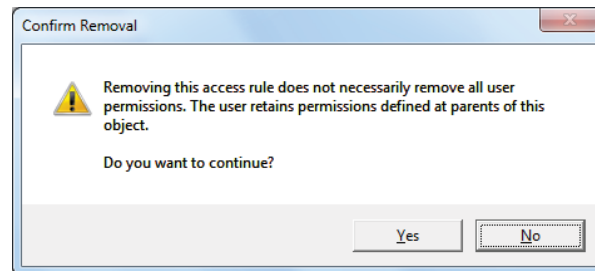 Confirm Removal
Removing this access rule does not necessarily remove all user
permissions. The user retains permissions defined at parents of this
object.
Do you want to continue?
Yes
No